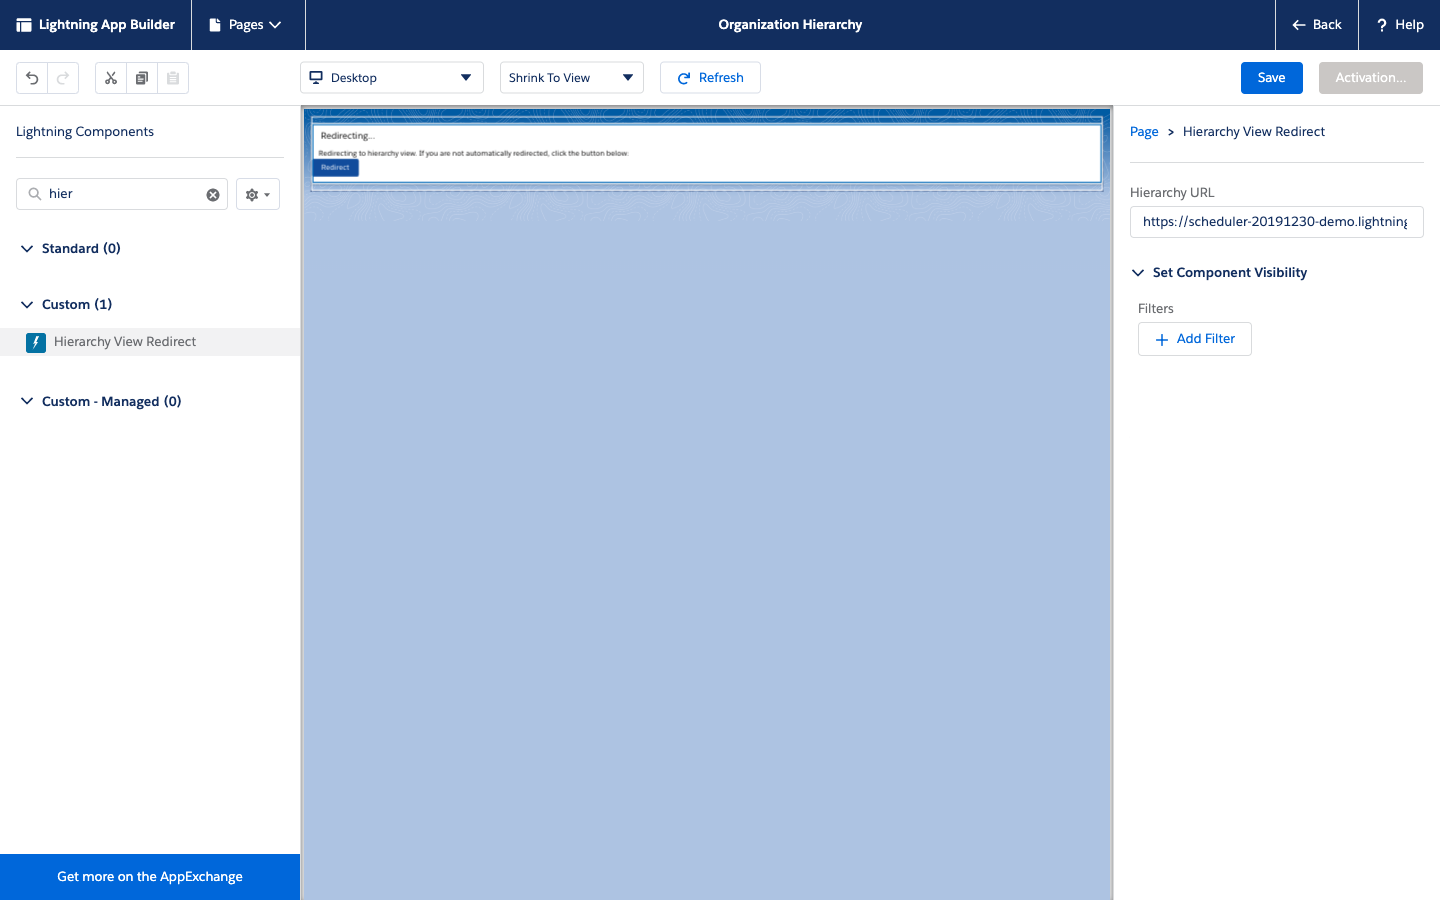 Lightning App Builder
Pages
Organization Hierarchy
Back
? Help
Desktop
Shrink To View
Refresh
Save
Activation...
Lightning Components
hier
Standard (0)
Custom (1)
Hierarchy View Redirect
Custom - Managed (0)
Get more on the AppExchange
Redirecting...
Redirecting to hierarchy view. If you are not automatically redirected, click the button below.
Redirect
Page > Hierarchy View Redirect
Hierarchy URL
https://scheduler-20191230-demo.lightning
Set Component Visibility
Filters
Add Filter